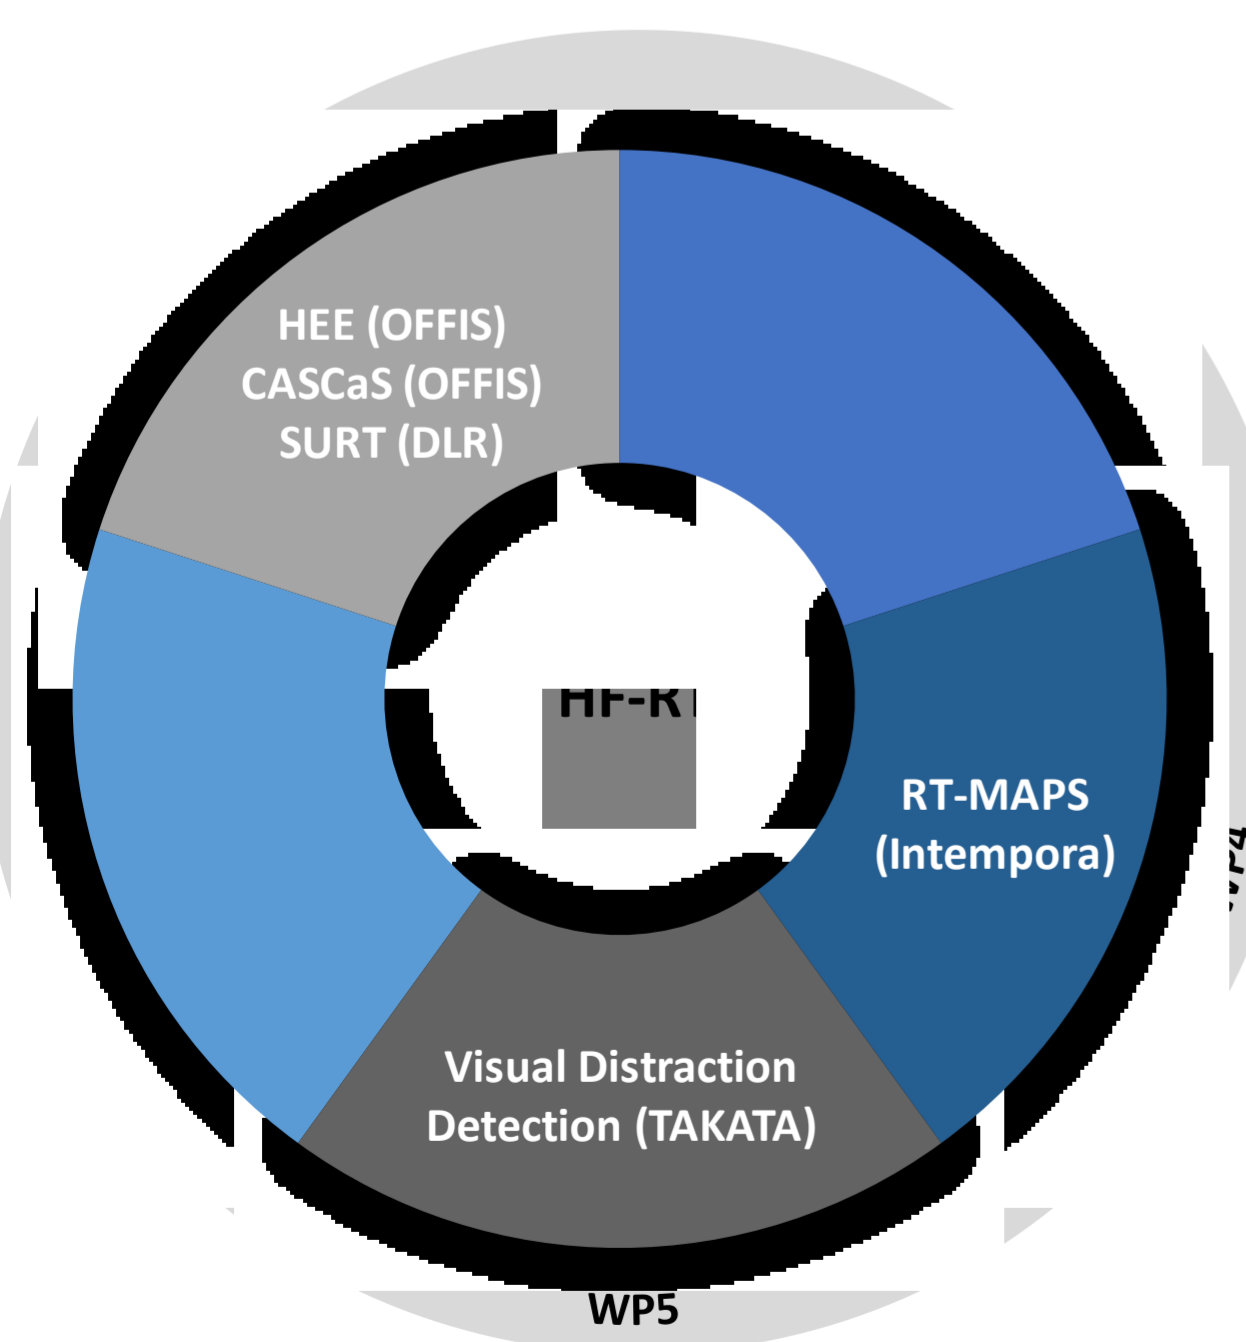 HEE (OFFIS)
CASCaS (OFFIS)
SURT (DLR)
RT-MAPS
(Intempora)
Visual Distraction
Detection (TAKATA)
WP5